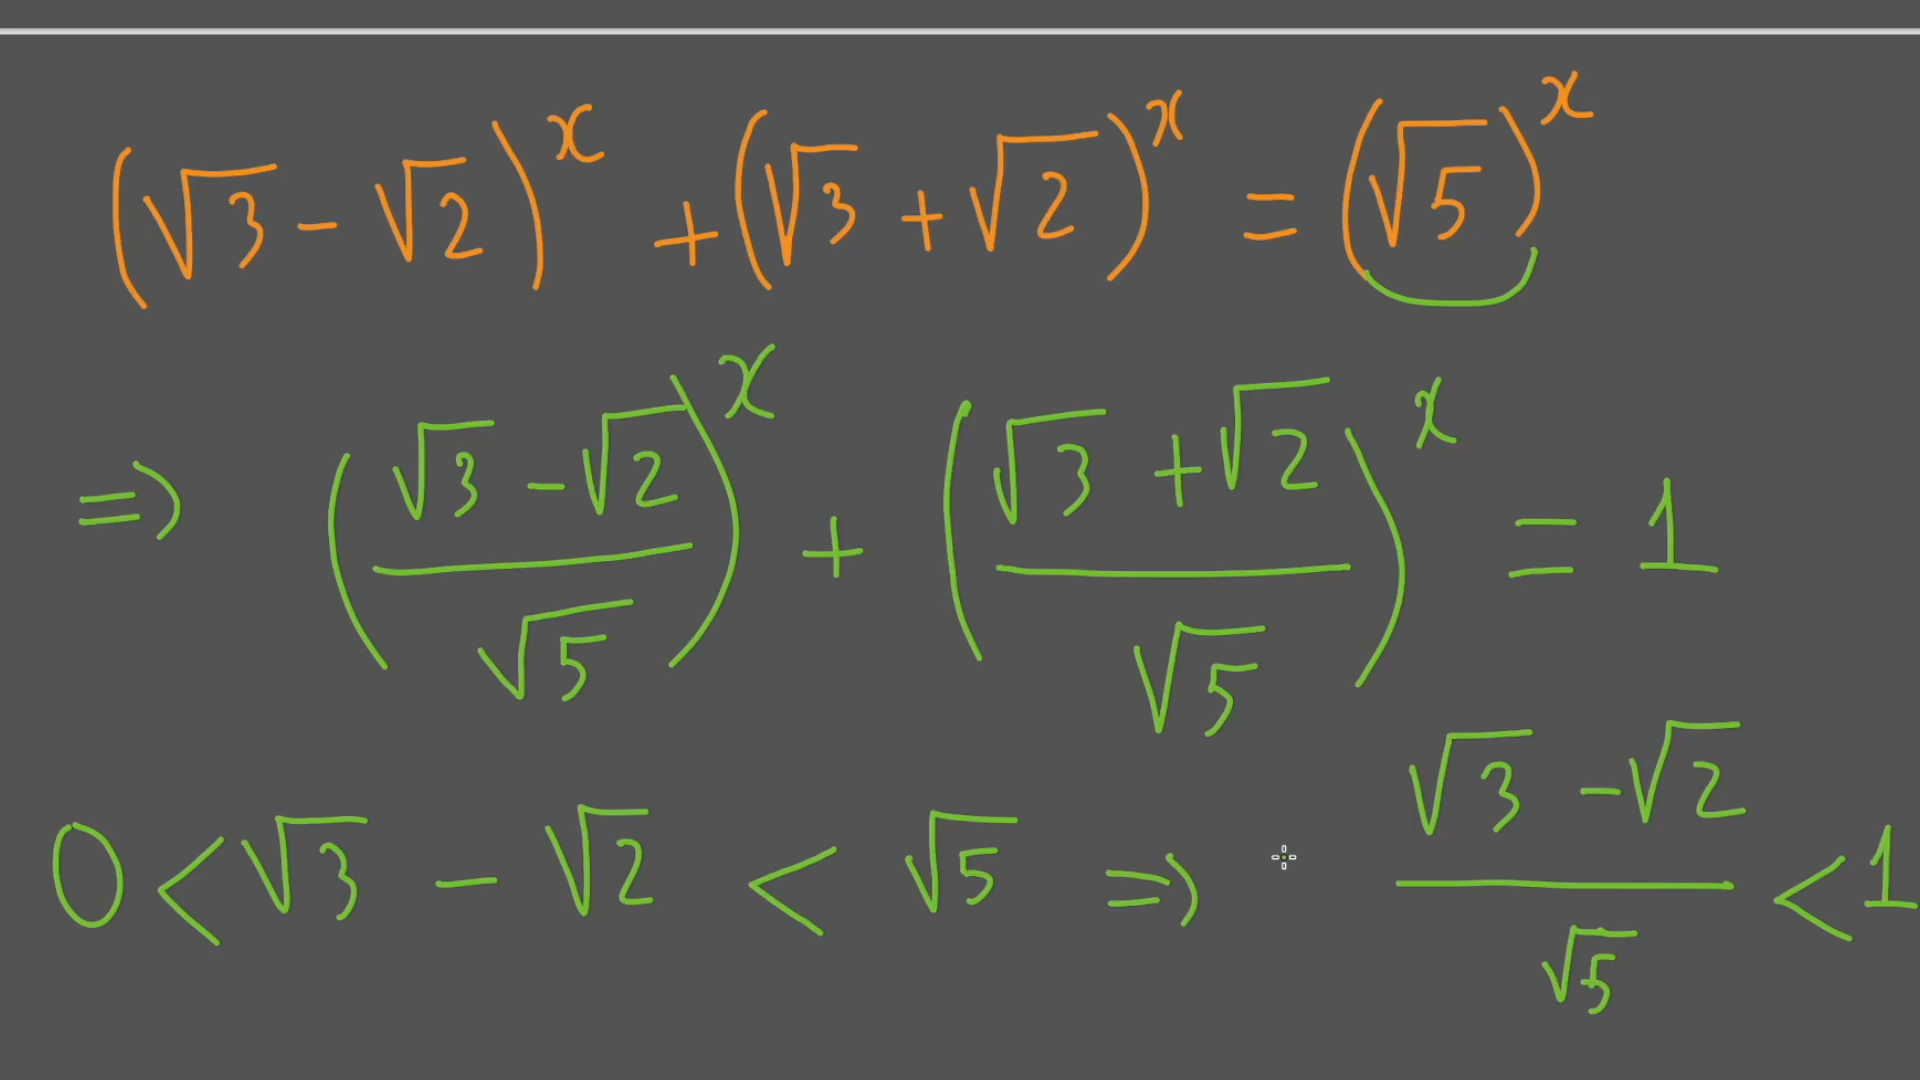 (√3 - √2)^x + (√3 + √2)^x = (√5)^x
⇒ ((√3 - √2)/√5)^x + ((√3 + √2)/√5)^x = 1
0 < √3 - √2 < √5 ⇒ (√3 - √2)/√5 < 1